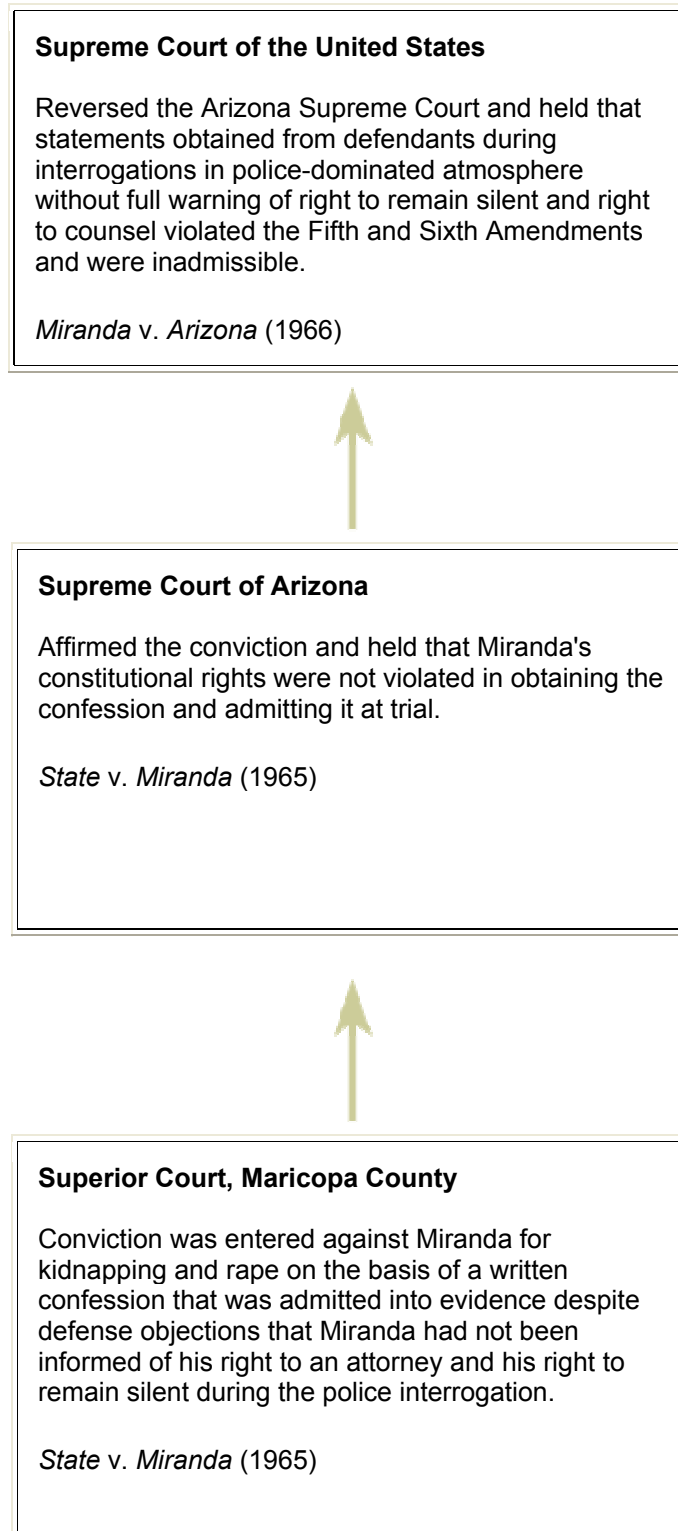 Supreme Court of the United States
Reversed the Arizona Supreme Court and held that
statements obtained from defendants during
interrogations in police-dominated atmosphere
without full warning of right to remain silent and right
to counsel violated the Fifth and Sixth Amendments
and were inadmissible.
Miranda v. Arizona (1966)
Supreme Court of Arizona
Affirmed the conviction and held that Miranda's
constitutional rights were not violated in obtaining the
confession and admitting it at trial.
State v. Miranda (1965)
Superior Court, Maricopa County
Conviction was entered against Miranda for
kidnapping and rape on the basis of a written
confession that was admitted into evidence despite
defense objections that Miranda had not been
informed of his right to an attorney and his right to
remain silent during the police interrogation.
State v. Miranda (1965)